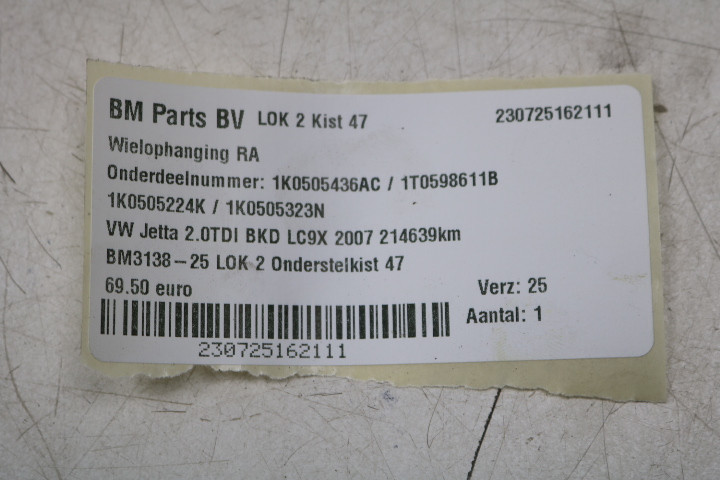 BM Parts BV LOK 2 Kist 47 230725162111
Wielophanging RA
Onderdeelnummer: 1K0505436AC / 1T0598611B
1K0505224K / 1K0505323N
VW Jetta 2.0TDI BKD LC9X 2007 214639km
BM3138-25 LOK 2 Onderstelkist 47
69.50 euro Verz: 25
Aantal: 1
230725162111